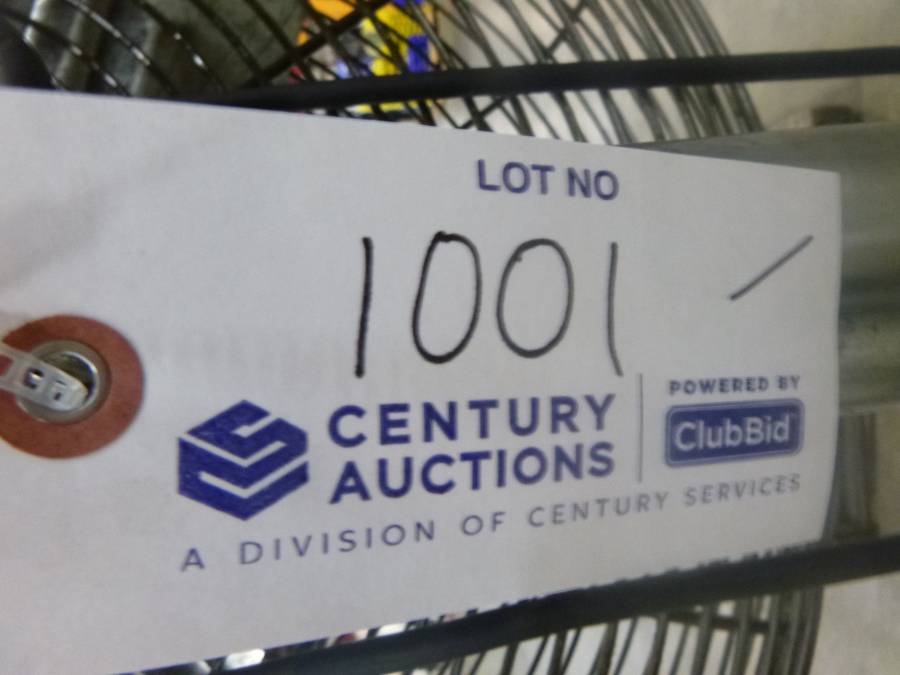 LOT NO
1001 /
CENTURY
AUCTIONS
POWERED BY
ClubBid
A DIVISION OF CENTURY SERVICES